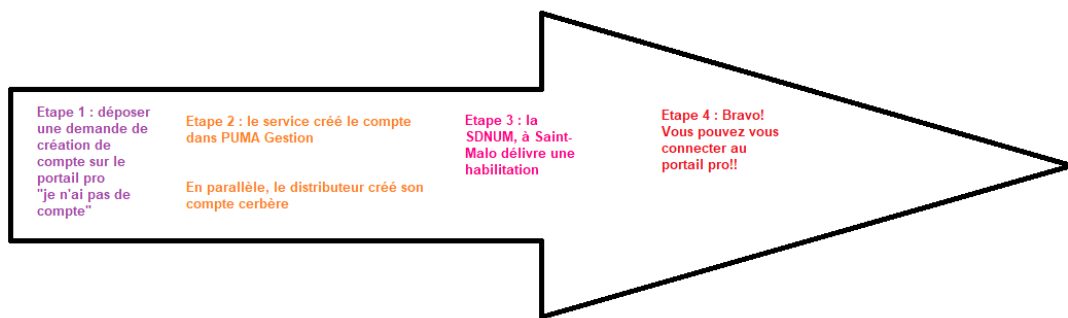 Etape 1 : déposer
une demande de
création de
compte sur le
portail pro
"je n'ai pas de
compte"
Etape 2 : le service créé le compte
dans PUMA Gestion
En parallèle, le distributeur créé son
compte cerbère
Etape 3 : la
SDNUM, à Saint-
Malo délivre une
habilitation
Etape 4 : Bravo!
Vous pouvez vous
connecter au
portail pro!!